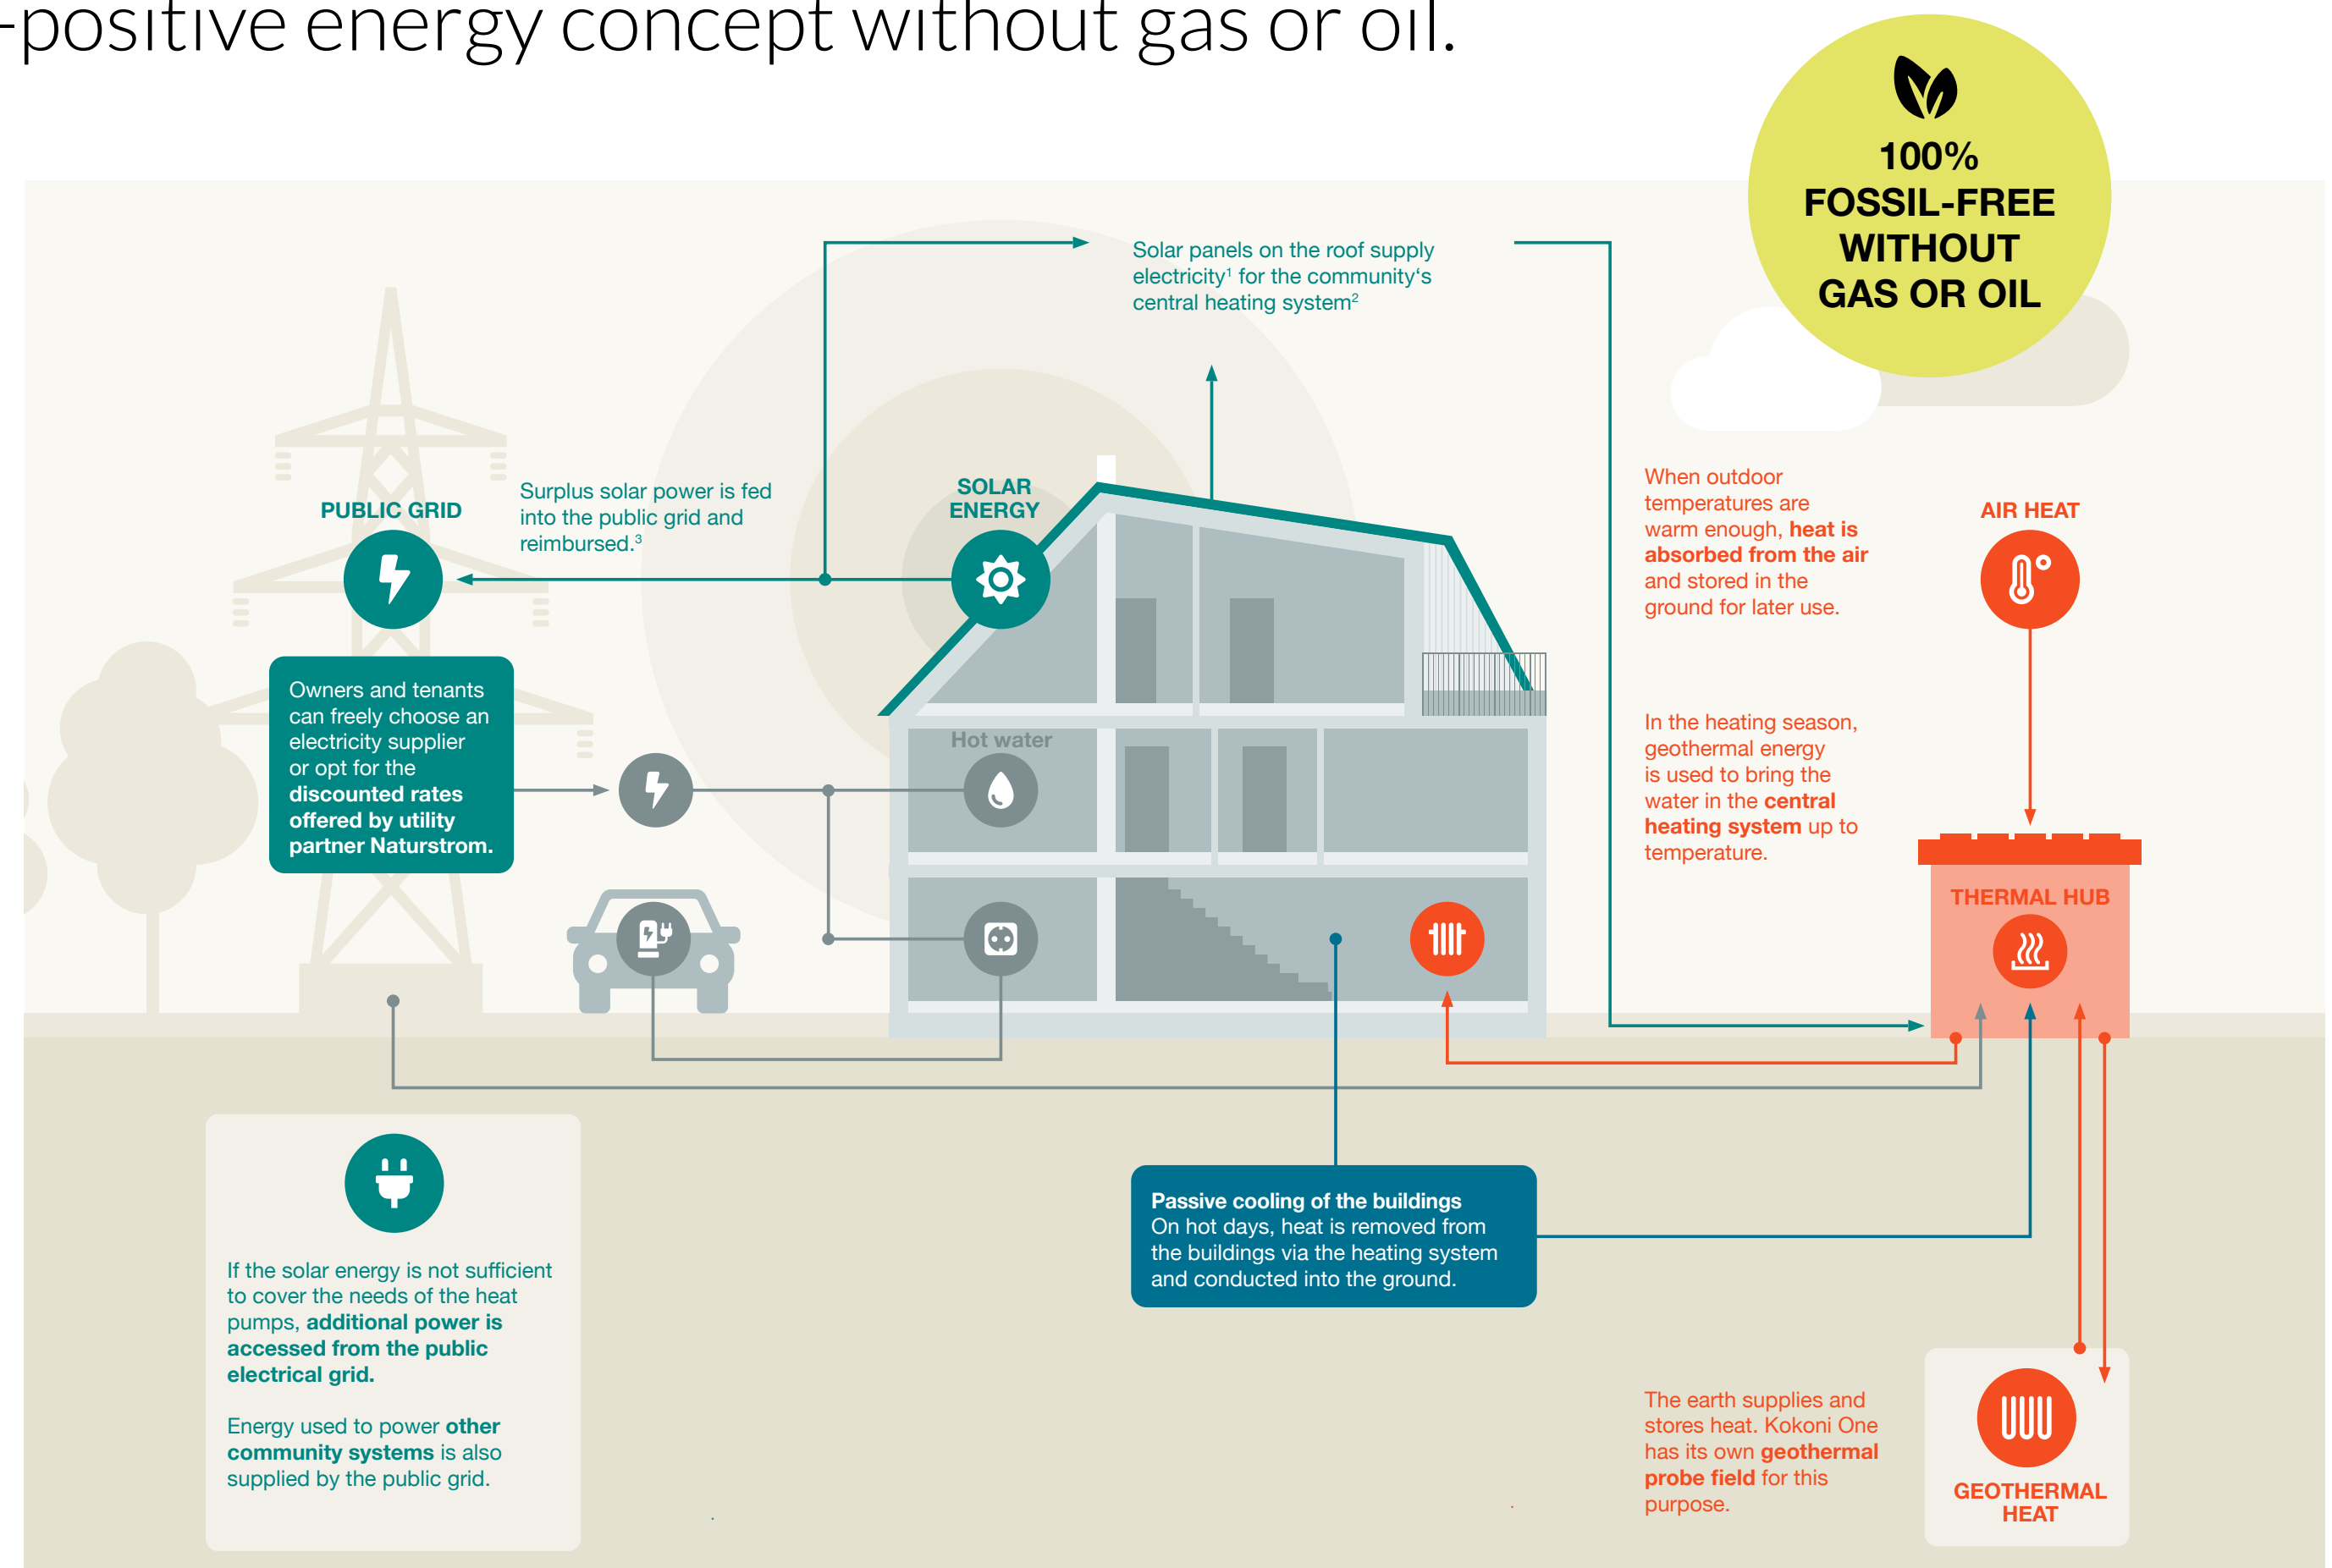 -positive energy concept without gas or oil.
100%
FOSSIL-FREE
WITHOUT
GAS OR OIL
Solar panels on the roof supply
electricity¹ for the community‘s
central heating system²
PUBLIC GRID
Surplus solar power is fed
into the public grid and
reimbursed.³
SOLAR
ENERGY
When outdoor
temperatures are
warm enough, heat is
absorbed from the air
and stored in the
ground for later use.
AIR HEAT
Owners and tenants
can freely choose an
electricity supplier
or opt for the
discounted rates
offered by utility
partner Naturstrom.
Hot water
In the heating season,
geothermal energy
is used to bring the
water in the central
heating system up to
temperature.
THERMAL HUB
If the solar energy is not sufficient
to cover the needs of the heat
pumps, additional power is
accessed from the public
electrical grid.
Energy used to power other
community systems is also
supplied by the public grid.
Passive cooling of the buildings
On hot days, heat is removed from
the buildings via the heating system
and conducted into the ground.
The earth supplies and
stores heat. Kokoni One
has its own geothermal
probe field for this
purpose.
GEOTHERMAL
HEAT